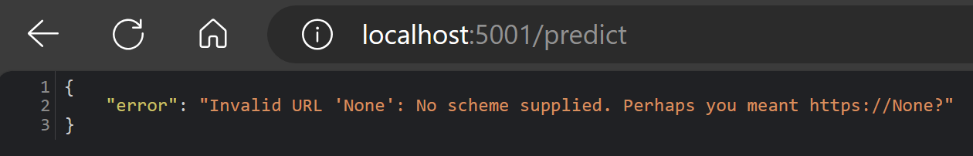 localhost:5001/predict
1 {
2 "error": "Invalid URL 'None': No scheme supplied. Perhaps you meant https://None?"
3 }